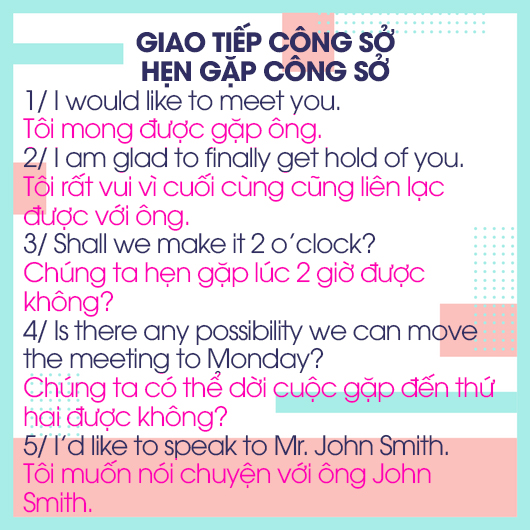 GIAO TIẾP CÔNG SỞ
HẸN GẶP CÔNG SỞ
1/ I would like to meet you.
Tôi mong được gặp ông.
2/ I am glad to finally get hold of you.
Tôi rất vui vì cuối cùng cũng liên lạc
được với ông.
3/ Shall we make it 2 o’clock?
Chúng ta hẹn gặp lúc 2 giờ được
không?
4/ Is there any possibility we can move
the meeting to Monday?
Chúng ta có thể dời cuộc gặp đến thứ
hai được không?
5/ I’d like to speak to Mr. John Smith.
Tôi muốn nói chuyện với ông John
Smith.